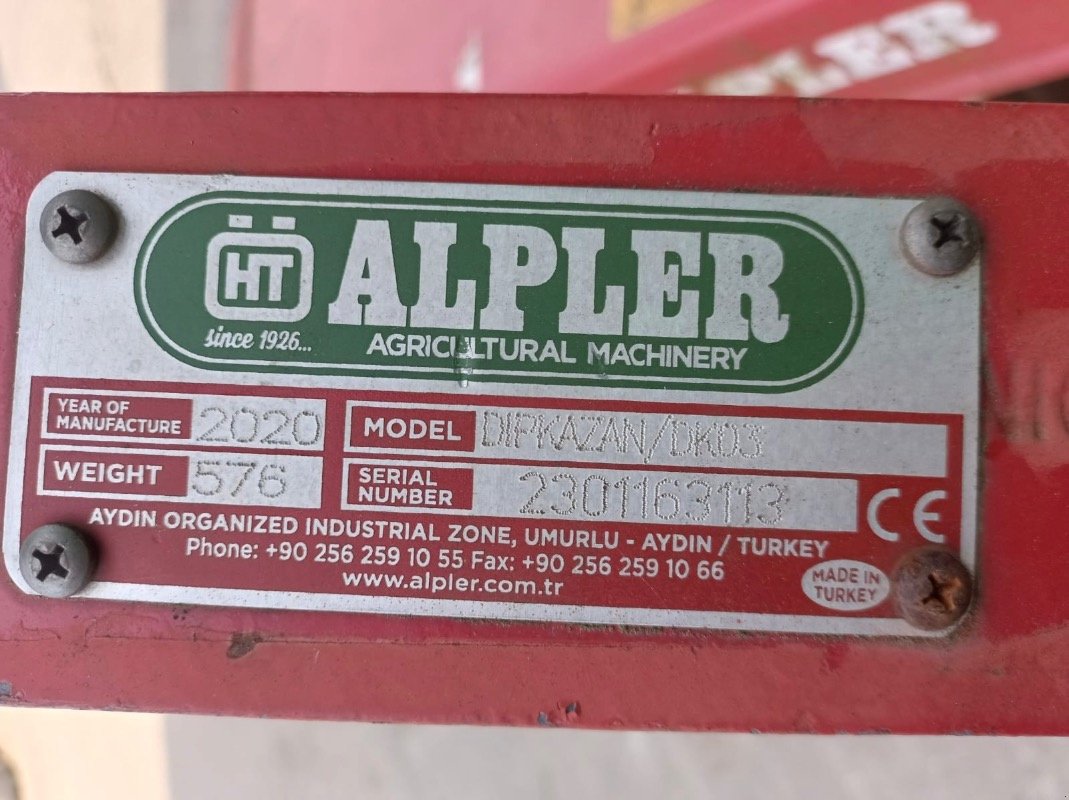 PLER
HT
ALPLER
since 1926...
AGRICULTURAL MACHINERY
YEAR OF
MANUFACTURE 2020
MODEL DIPKAZAN/DK03
WEIGHT 576
SERIAL
NUMBER 2301163113
CE
AYDIN ORGANIZED INDUSTRIAL ZONE, UMURLU - AYDIN / TURKEY
Phone: +90 256 259 10 55 Fax: +90 256 259 10 66
www.alpler.com.tr
MADE IN
TURKEY